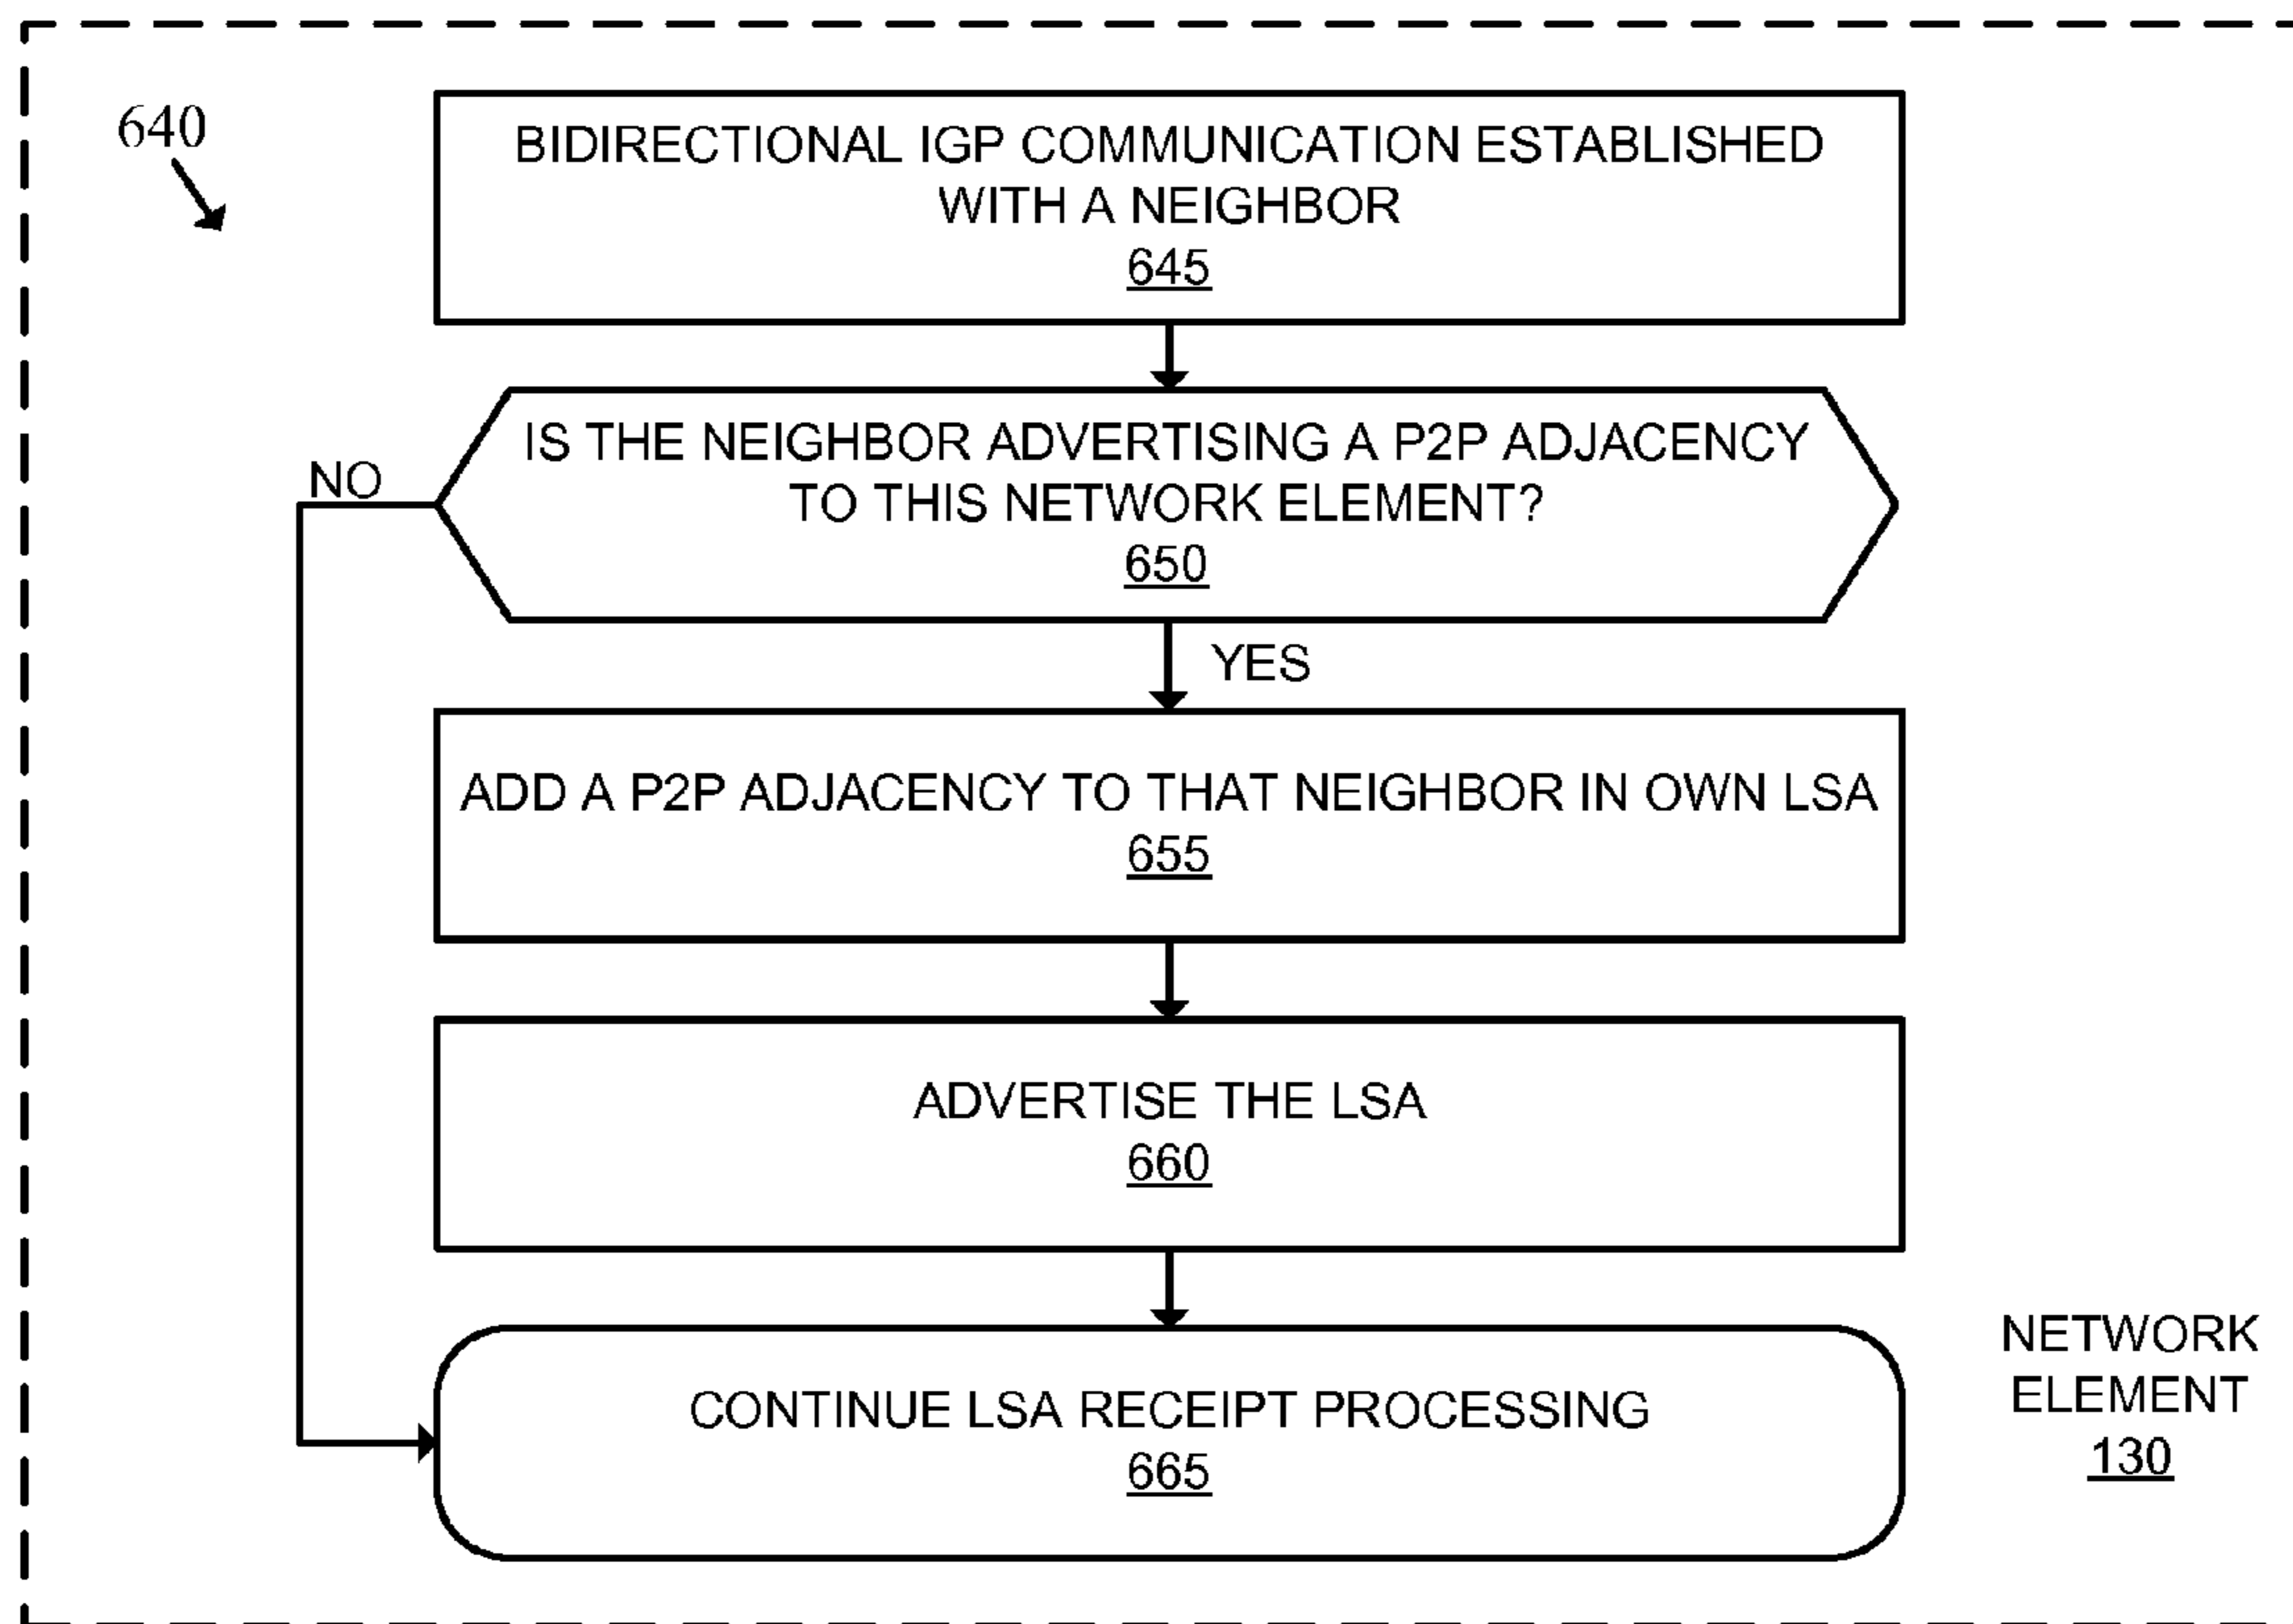 640
BIDIRECTIONAL IGP COMMUNICATION ESTABLISHED
WITH A NEIGHBOR
645
IS THE NEIGHBOR ADVERTISING A P2P ADJACENCY
TO THIS NETWORK ELEMENT?
650
NO
YES
ADD A P2P ADJACENCY TO THAT NEIGHBOR IN OWN LSA
655
ADVERTISE THE LSA
660
CONTINUE LSA RECEIPT PROCESSING
665
NETWORK
ELEMENT
130